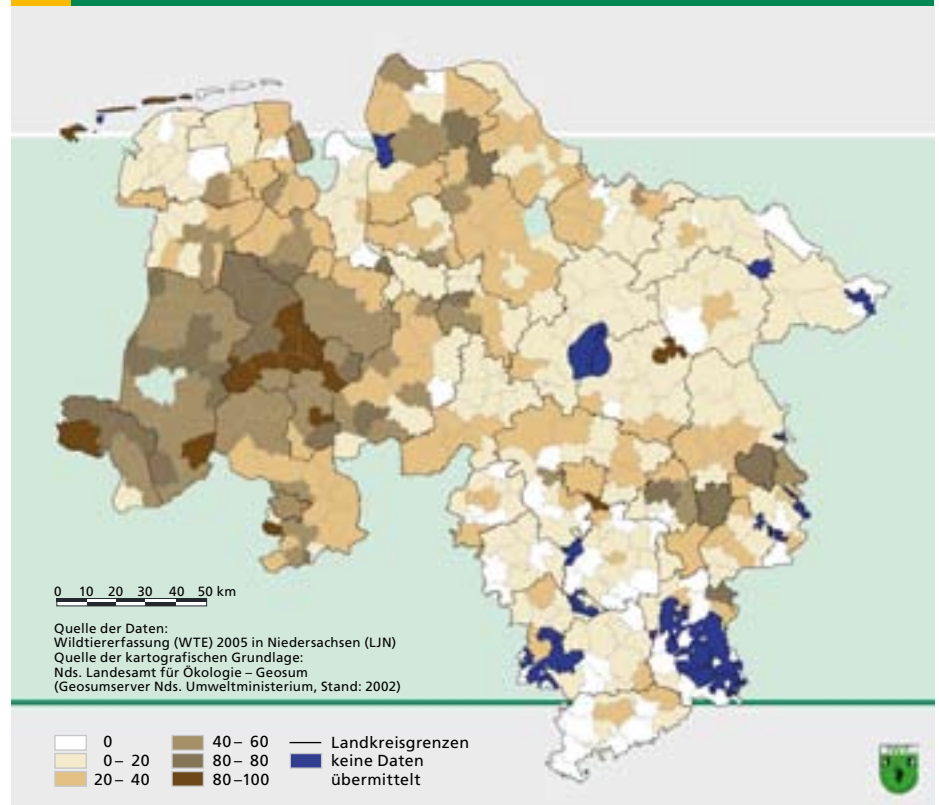 0 10 20 30 40 50 km
Quelle der Daten:
Wildtiererfassung (WTE) 2005 in Niedersachsen (LJN)
Quelle der kartografischen Grundlage:
Nds. Landesamt für Ökologie – Geosum
(Geosumserver Nds. Umweltministerium, Stand: 2002)
0
0– 20
20– 40
40– 60
80– 80
80–100
Landkreisgrenzen
keine Daten
übermittelt